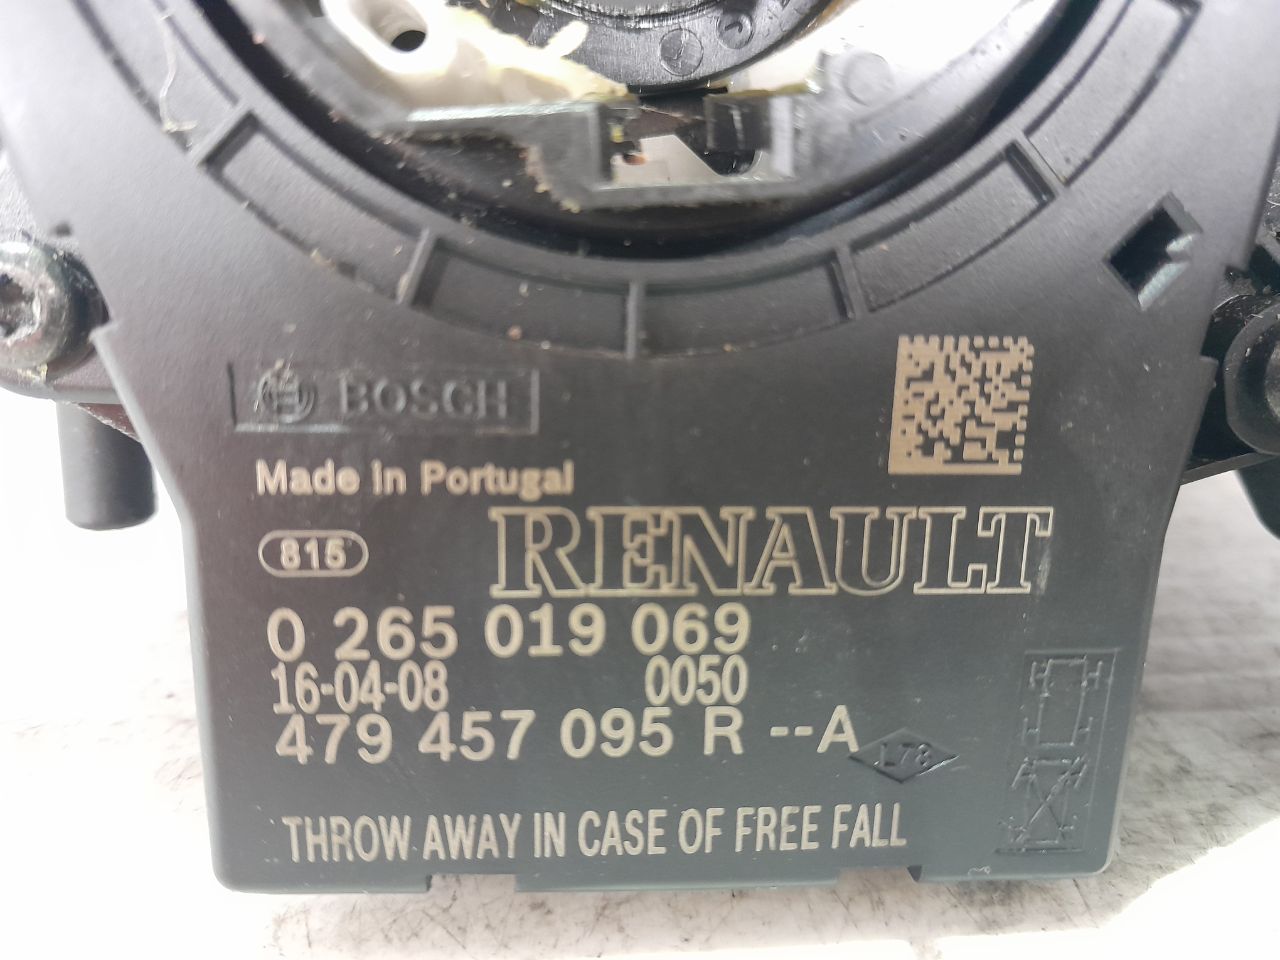 BOSCH
Made in Portugal
815
RENAULT
0 265 019 069
16-04-08 0050
479 457 095 R --A
L78
THROW AWAY IN CASE OF FREE FALL